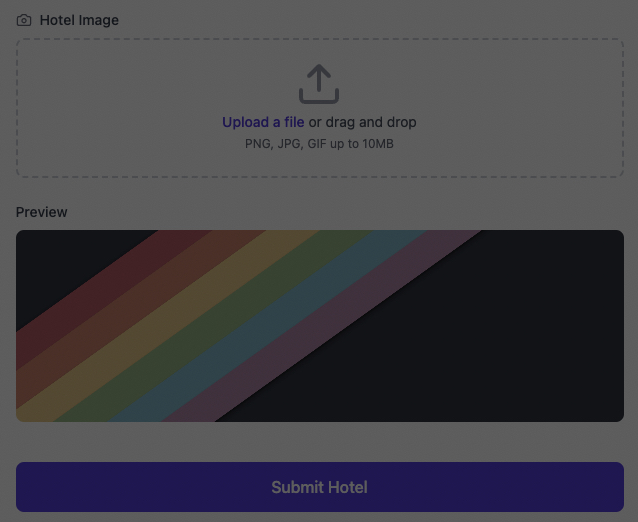 Hotel Image
Upload a file or drag and drop
PNG, JPG, GIF up to 10MB
Preview
Submit Hotel